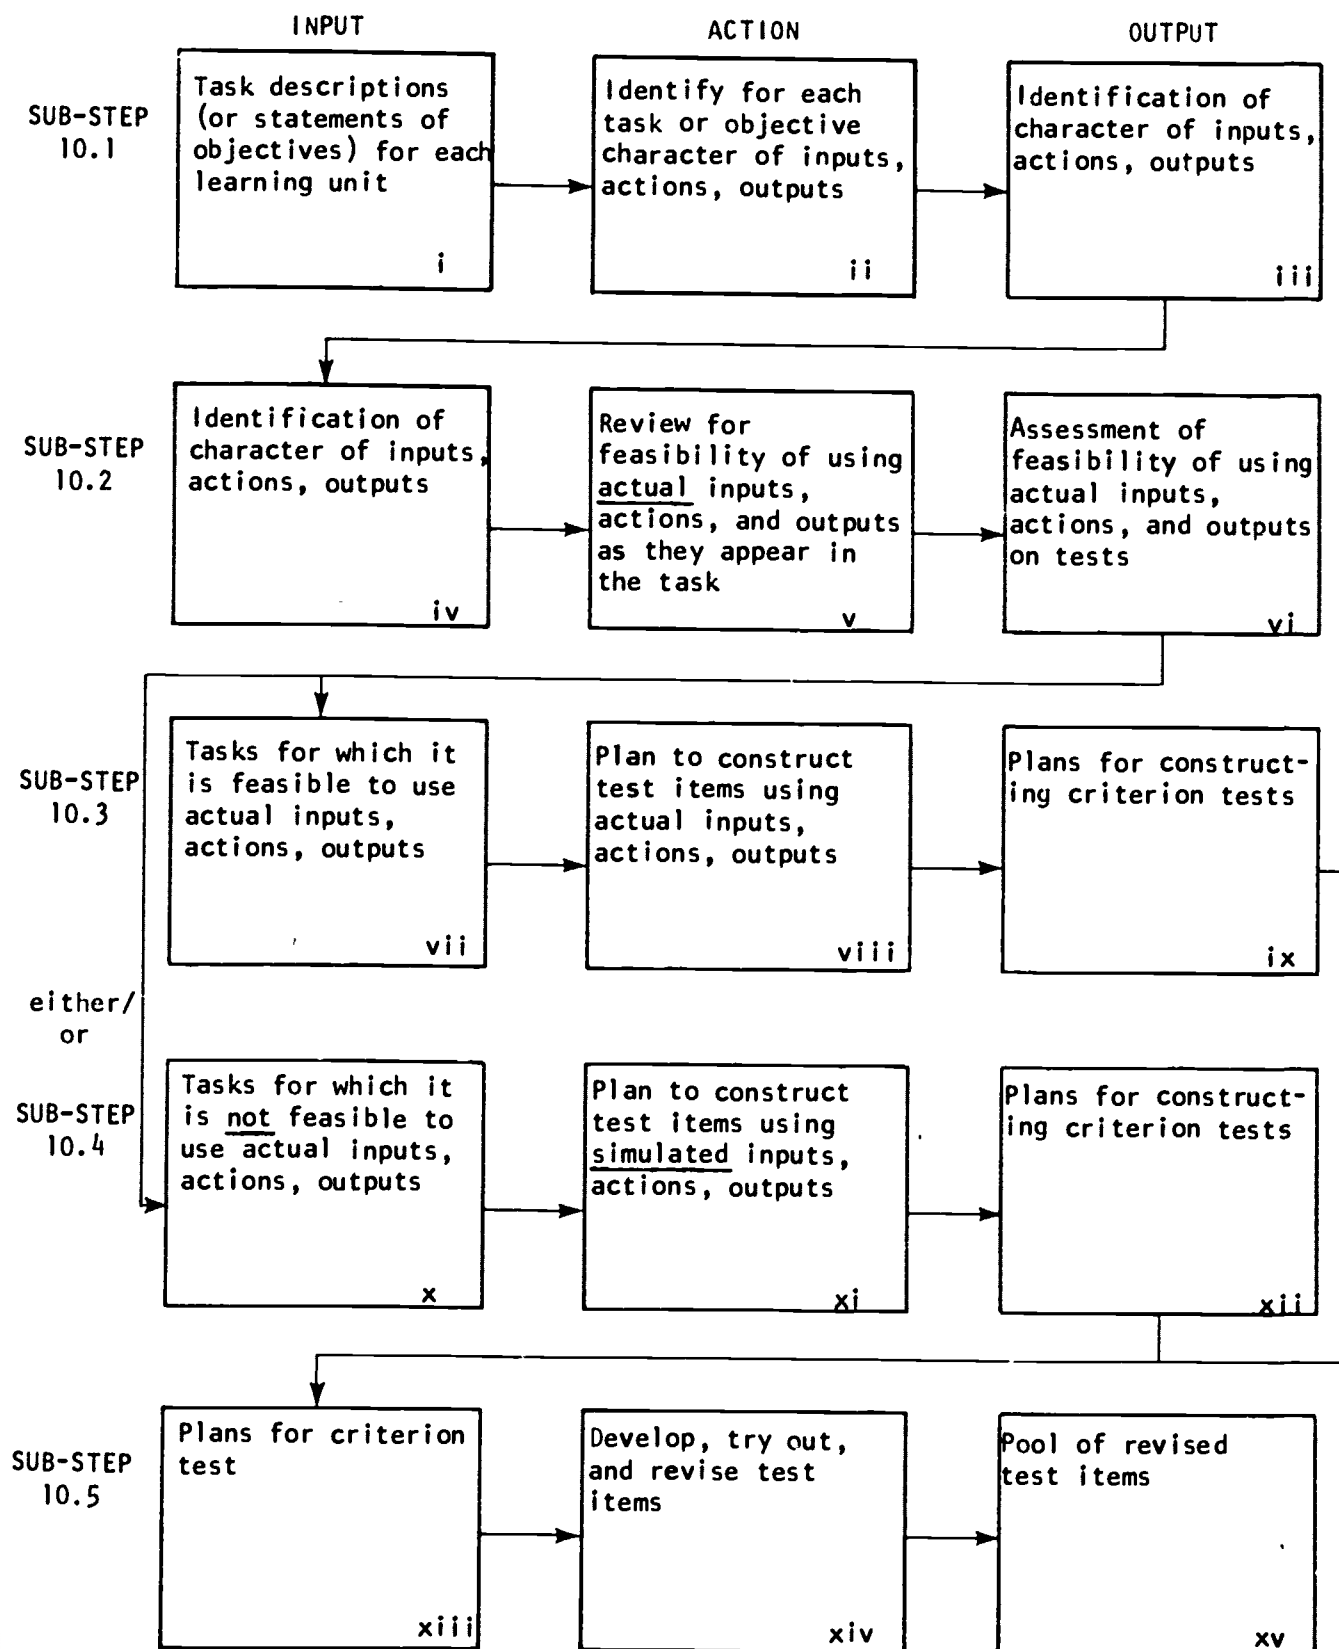 INPUT
ACTION
OUTPUT
SUB-STEP
10.1
Task descriptions
(or statements of
objectives) for each
learning unit
i
Identify for each
task or objective
character of inputs,
actions, outputs
ii
Identification of
character of inputs,
actions, outputs
iii
SUB-STEP
10.2
Identification of
character of inputs,
actions, outputs
iv
Review for
feasibility of using
actual inputs,
actions, and outputs
as they appear in
the task
v
Assessment of
feasibility of using
actual inputs,
actions, and outputs
on tests
vi
SUB-STEP
10.3
Tasks for which it
is feasible to use
actual inputs,
actions, outputs
vii
Plan to construct
test items using
actual inputs,
actions, outputs
viii
Plans for construct-
ing criterion tests
ix
either/
or
SUB-STEP
10.4
Tasks for which it
is not feasible to
use actual inputs,
actions, outputs
x
Plan to construct
test items using
simulated inputs,
actions, outputs
xi
Plans for construct-
ing criterion tests
xii
SUB-STEP
10.5
Plans for criterion
test
xiii
Develop, try out,
and revise test
items
xiv
Pool of revised
test items
xv